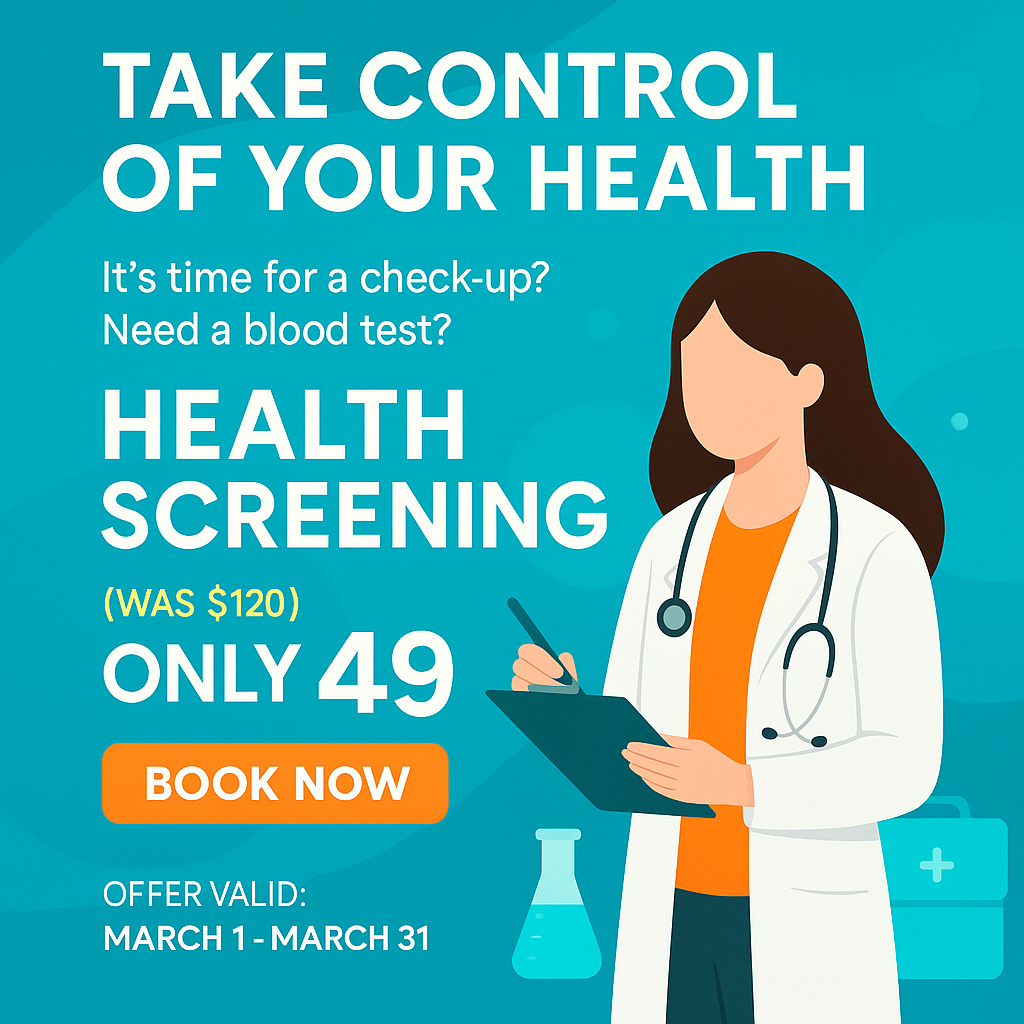 TAKE CONTROL
OF YOUR HEALTH
It's time for a check-up?
Need a blood test?
HEALTH
SCREENING
(WAS $120)
ONLY 49
BOOK NOW
OFFER VALID:
MARCH 1 - MARCH 31